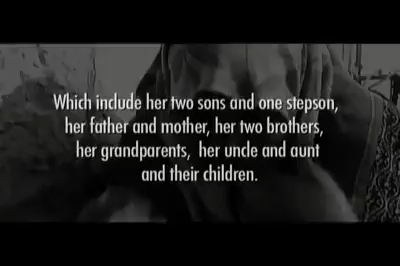 Which include her two sons and one stepson,
her father and mother, her two brothers,
her grandparents, her uncle and aunt
and their children.